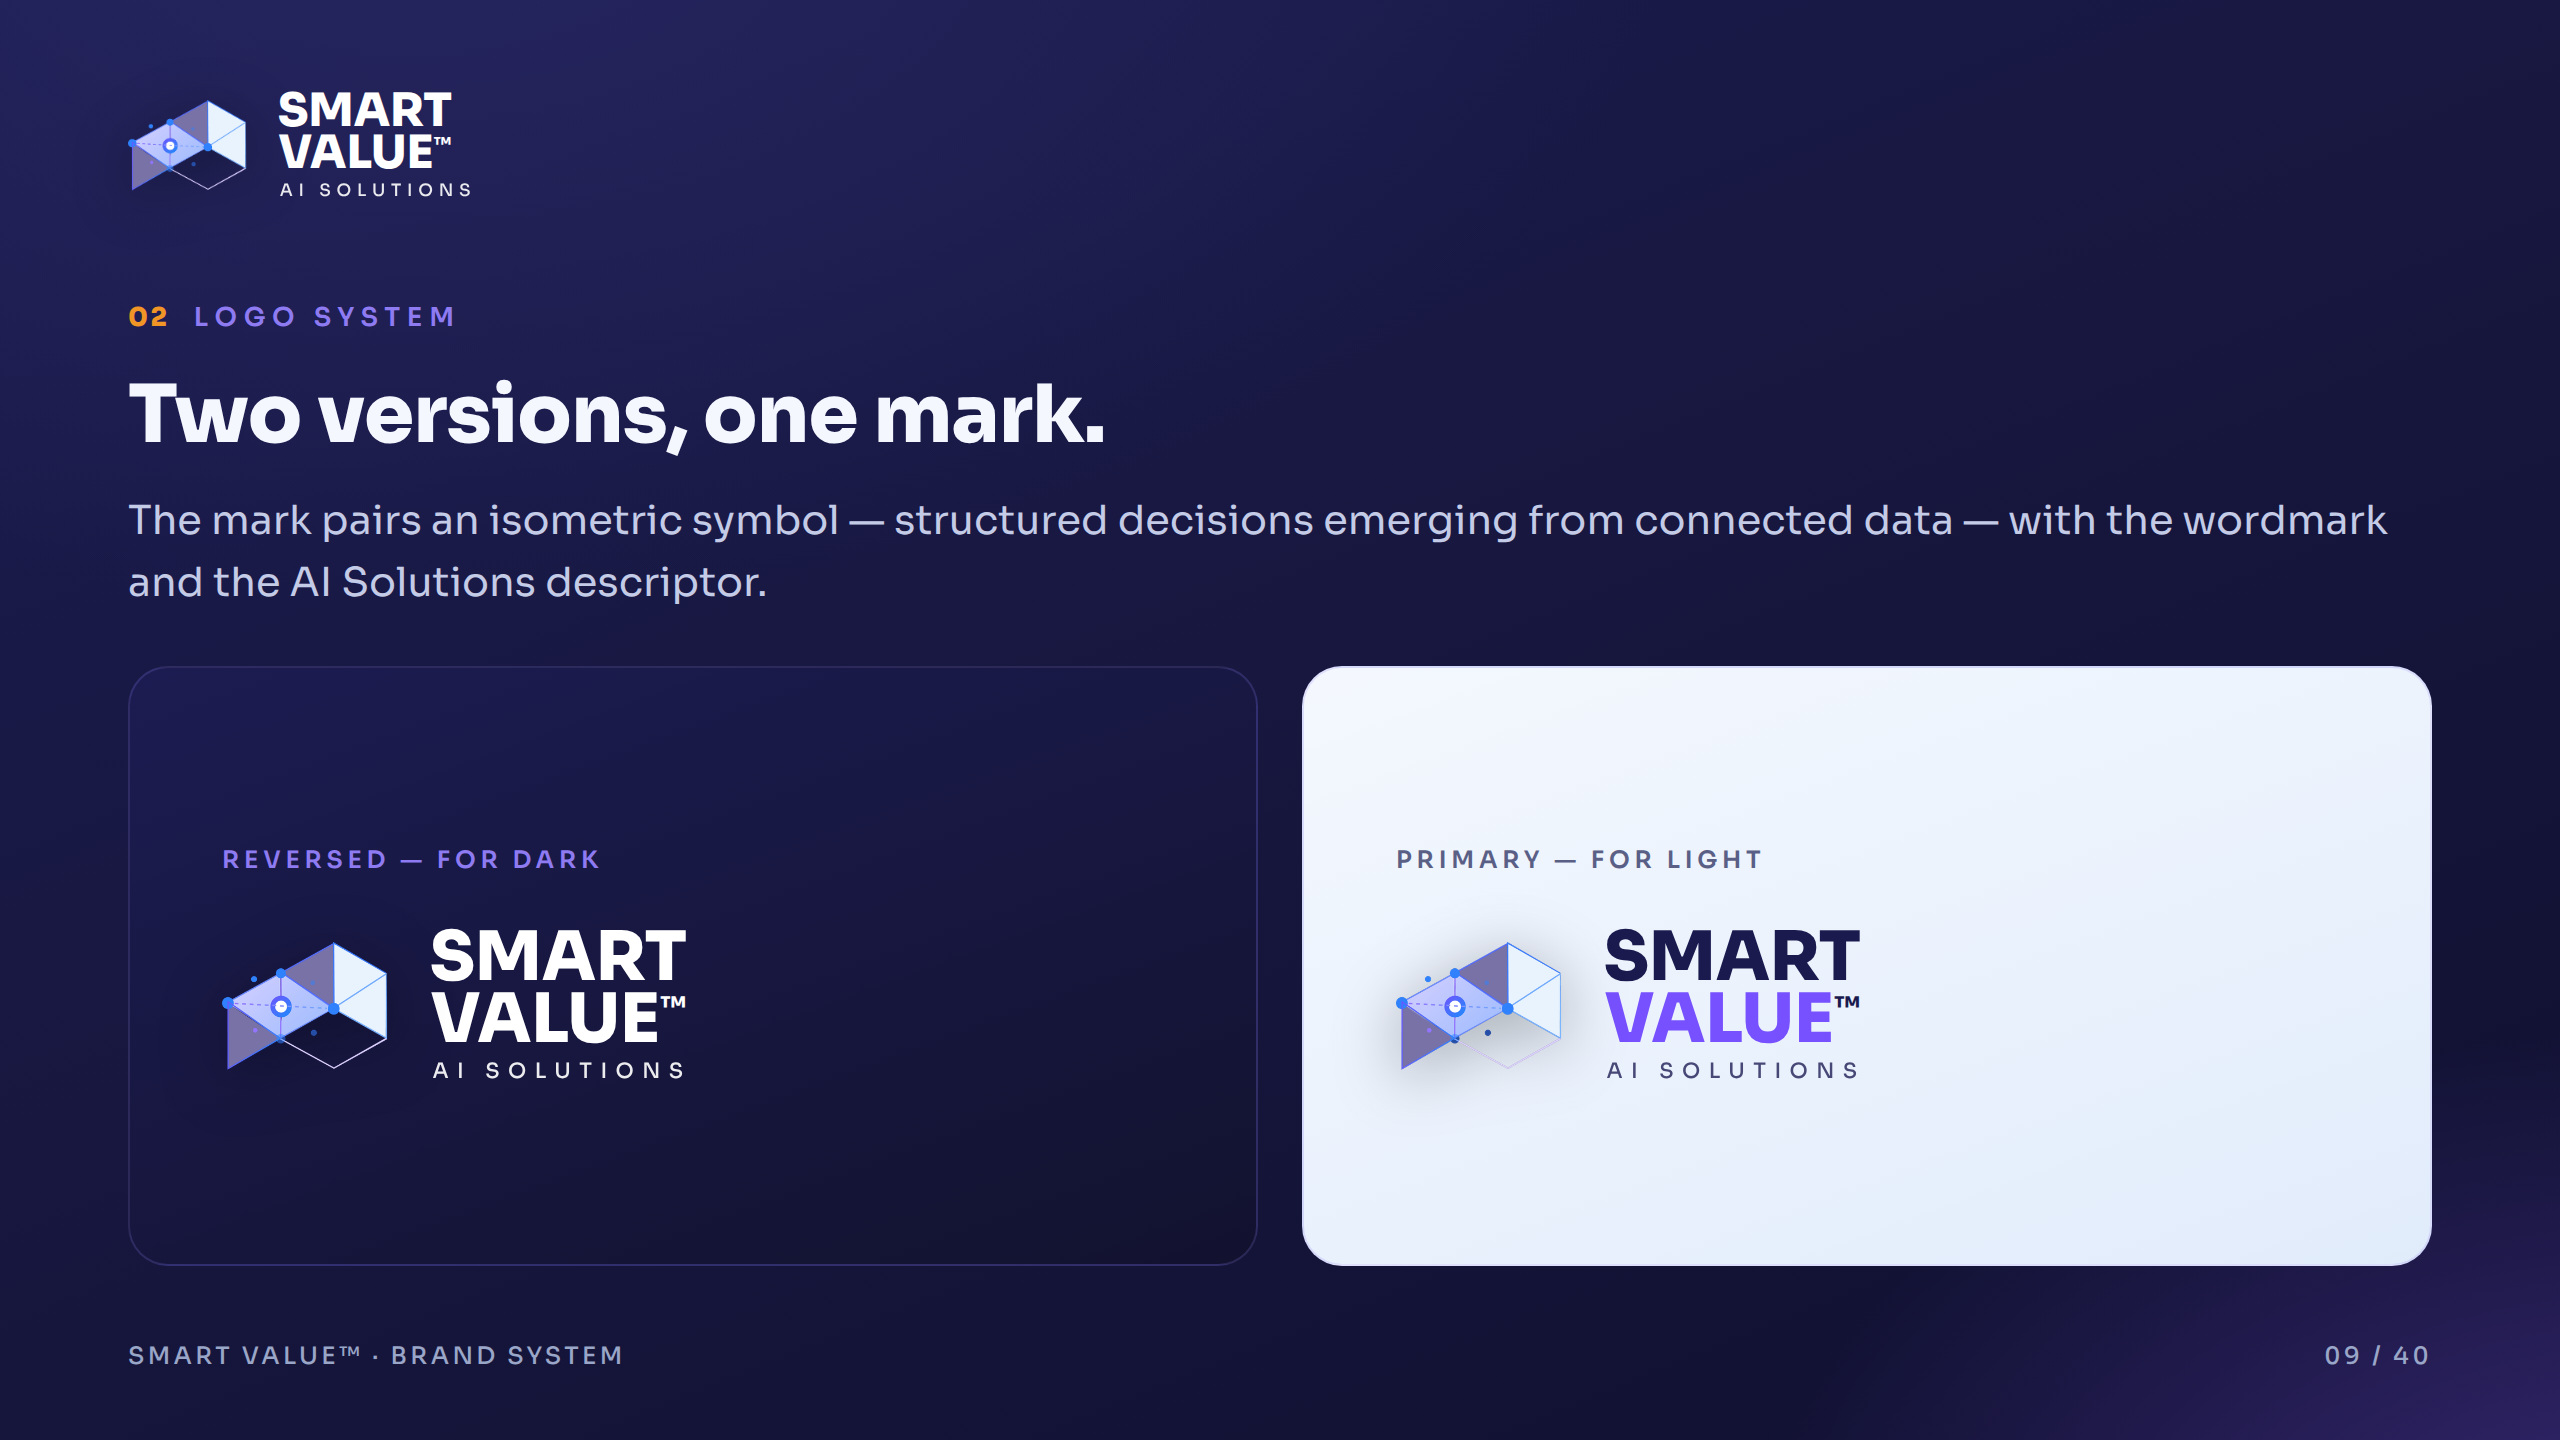 SMART
VALUE™
AI SOLUTIONS
02 LOGO SYSTEM
Two versions, one mark.
The mark pairs an isometric symbol — structured decisions emerging from connected data — with the wordmark
and the AI Solutions descriptor.
REVERSED — FOR DARK
SMART
VALUE™
AI SOLUTIONS
PRIMARY — FOR LIGHT
SMART
VALUE™
AI SOLUTIONS
SMART VALUE™ · BRAND SYSTEM
09 / 40